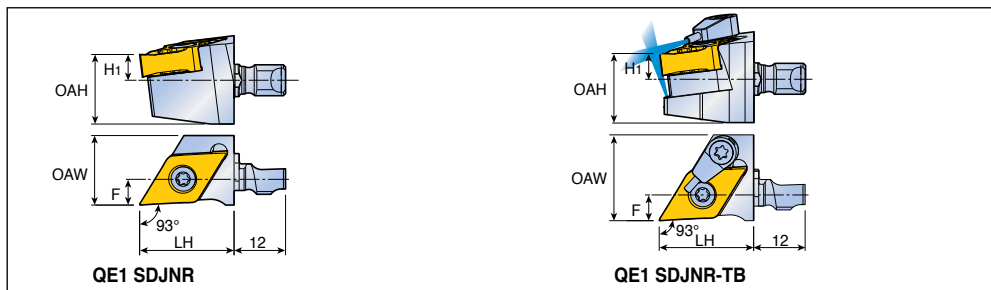 H1
OAH
OAW
F
93°
LH
12
QE1 SDJNR
H1
OAH
OAW
F
93°
LH
12
QE1 SDJNR-TB